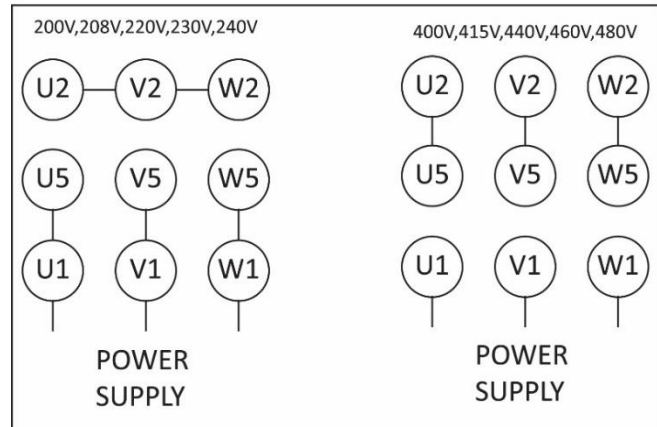 200V,208V,220V,230V,240V
U2 V2 W2
U5 V5 W5
U1 V1 W1
POWER
SUPPLY
400V,415V,440V,460V,480V
U2 V2 W2
U5 V5 W5
U1 V1 W1
POWER
SUPPLY